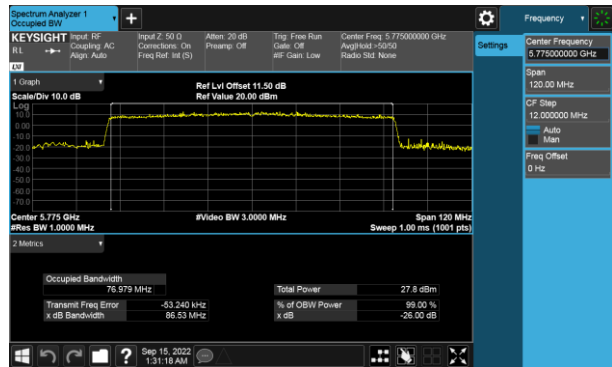 Spectrum Analyzer 1
Occupied BW
+
Frequency
KEYSIGHT
RL
Input: RF
Coupling: AC
Align: Auto
Input Z: 50 Ω
Corrections: On
Freq Ref: Int (S)
Atten: 20 dB
Preamp: Off
Trig: Free Run
Gate: Off
#IF Gain: Low
Center Freq: 5.775000000 GHz
Avg|Hold:>50/50
Radio Std: None
LW
Settings
Center Frequency
5.775000000 GHz
Span
120.00 MHz
CF Step
12.000000 MHz
Auto
Man
Freq Offset
0 Hz
1 Graph
Scale/Div 10.0 dB
Ref Lvl Offset 11.50 dB
Ref Value 20.00 dBm
Log
10.0
0.00
-10.0
-20.0
-30.0
-40.0
-50.0
-60.0
-70.0
Center 5.775 GHz
#Res BW 1.0000 MHz
#Video BW 3.0000 MHz
Span 120 MHz
Sweep 1.00 ms (1001 pts)
2 Metrics
Occupied Bandwidth
76.979 MHz
Total Power 27.8 dBm
Transmit Freq Error -53.240 kHz
% of OBW Power 99.00 %
x dB Bandwidth 86.53 MHz
x dB -26.00 dB
?
Sep 15, 2022
1:31:18 AM